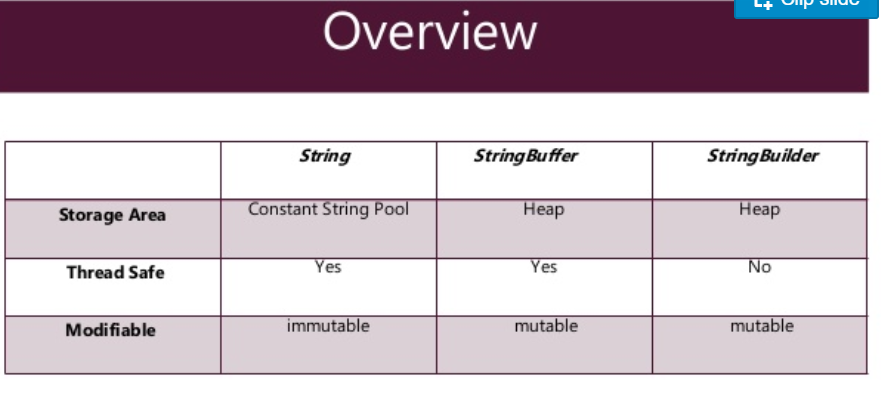 Clip Slide
Overview
String StringBuffer StringBuilder
Storage Area Constant String Pool Heap Heap
Thread Safe Yes Yes No
Modifiable immutable mutable mutable